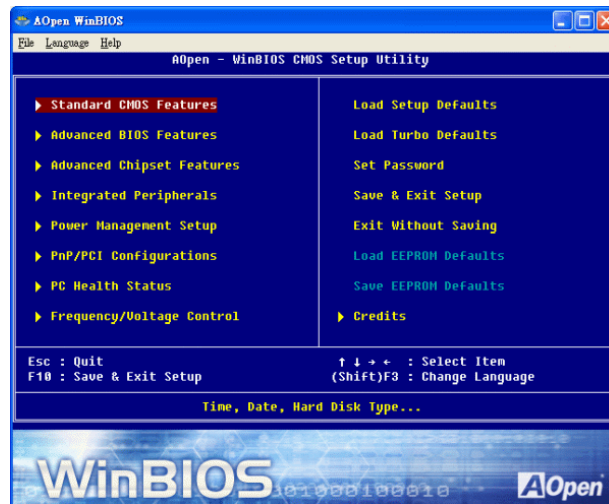 AOpen WinBIOS
File Language Help
AOpen - WinBIOS CMOS Setup Utility
Standard CMOS Features
Advanced BIOS Features
Advanced Chipset Features
Integrated Peripherals
Power Management Setup
PnP/PCI Configurations
PC Health Status
Frequency/Voltage Control
Load Setup Defaults
Load Turbo Defaults
Set Password
Save & Exit Setup
Exit Without Saving
Load EEPROM Defaults
Save EEPROM Defaults
Credits
Esc : Quit
F10 : Save & Exit Setup
↑ ↓ → ← : Select Item
(Shift)F3 : Change Language
Time, Date, Hard Disk Type...
WinBIOS
AOpen